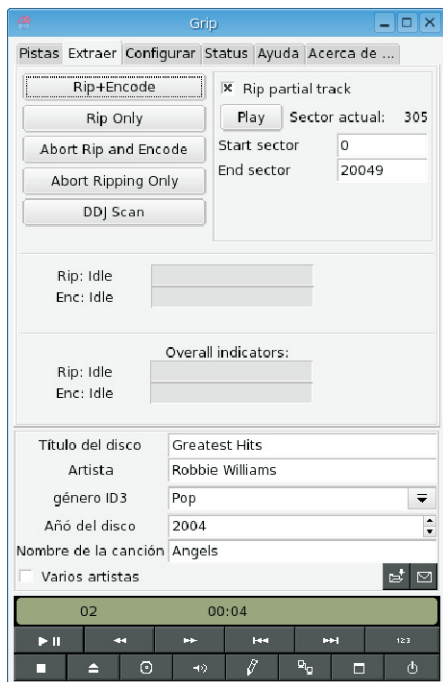 Grip
Pistas Extraer Configurar Status Ayuda Acerca de ...
Rip+Encode
Rip Only
Abort Rip and Encode
Abort Ripping Only
DDJ Scan
Rip partial track
Play Sector actual: 305
Start sector 0
End sector 20049
Rip: Idle
Enc: Idle
Overall indicators:
Rip: Idle
Enc: Idle
Título del disco Greatest Hits
Artista Robbie Williams
género ID3 Pop
Añó del disco 2004
Nombre de la canción Angels
Varios artistas
02 00:04
123